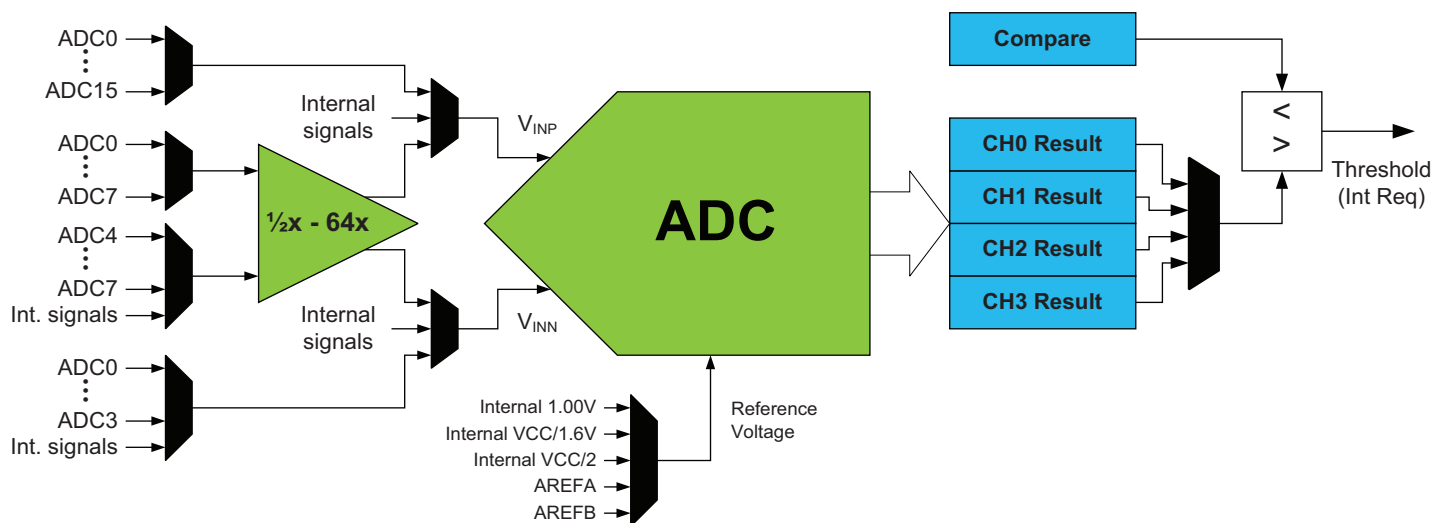 ADC0
ADC15
Internal
signals
ADC0
ADC7
½x - 64x
ADC4
ADC7
Int. signals
Internal
signals
ADC0
ADC3
Int. signals
VINP
VINN
ADC
Internal 1.00V
Internal VCC/1.6V
Internal VCC/2
AREFA
AREFB
Reference
Voltage
Compare
CH0 Result
CH1 Result
CH2 Result
CH3 Result
<
>
Threshold
(Int Req)